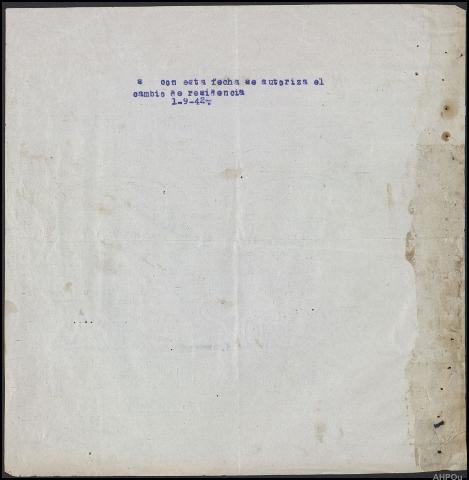 s con esta fecha se autoriza el
cambio de residencia
1-9-42-
AHPOu